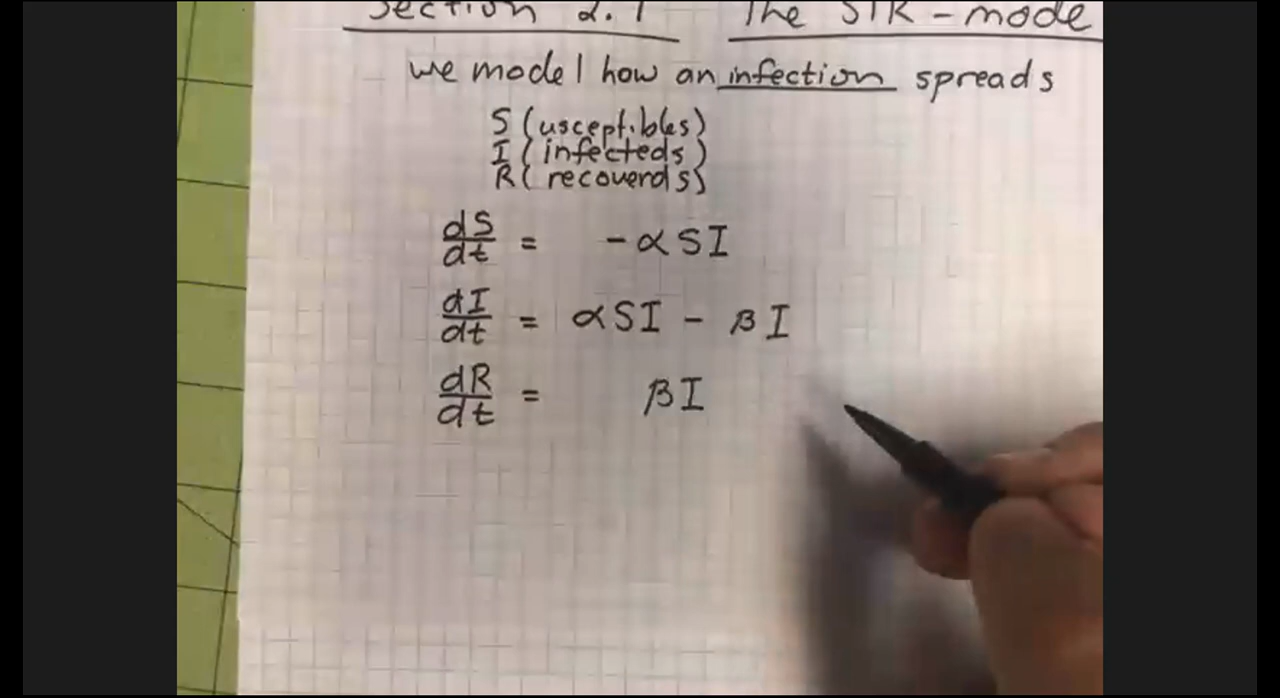 Section 2.1 The SIR-mode
we model how an infection spreads
S (usceptibles)
I (infecteds)
R (recoverds)
dS/dt = -αSI
dI/dt = αSI - βI
dR/dt = βI